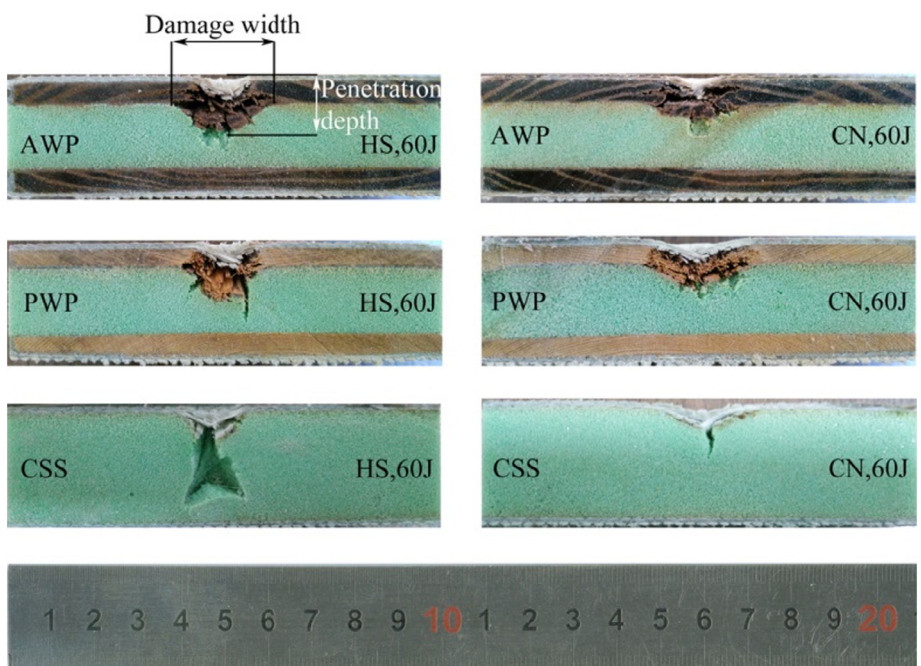 Damage width
Penetration
depth
AWP HS,60J
AWP CN,60J
PWP HS,60J
PWP CN,60J
CSS HS,60J
CSS CN,60J
1 2 3 4 5 6 7 8 9 10 1 2 3 4 5 6 7 8 9 20